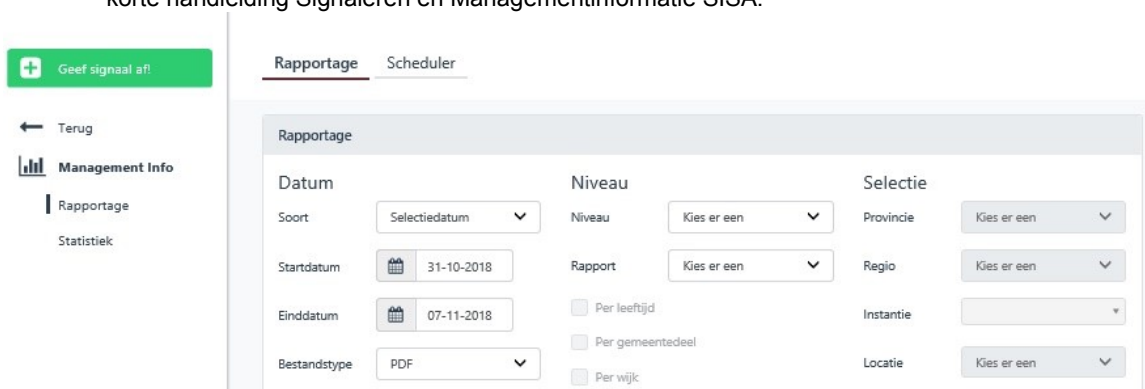 korte handleiding Signaleren en Managementinformatie SISA.
Geef signaal af!
Terug
Management Info
Rapportage
Statistiek
Rapportage Scheduler
Rapportage
Datum Niveau Selectie
Soort Selectiedatum Niveau Kies er een Provincie Kies er een
Startdatum 31-10-2018 Rapport Kies er een Regio Kies er een
Einddatum 07-11-2018 Per leeftijd Instantie
Per gemeentedeel
Bestandstype PDF Per wijk Locatie Kies er een